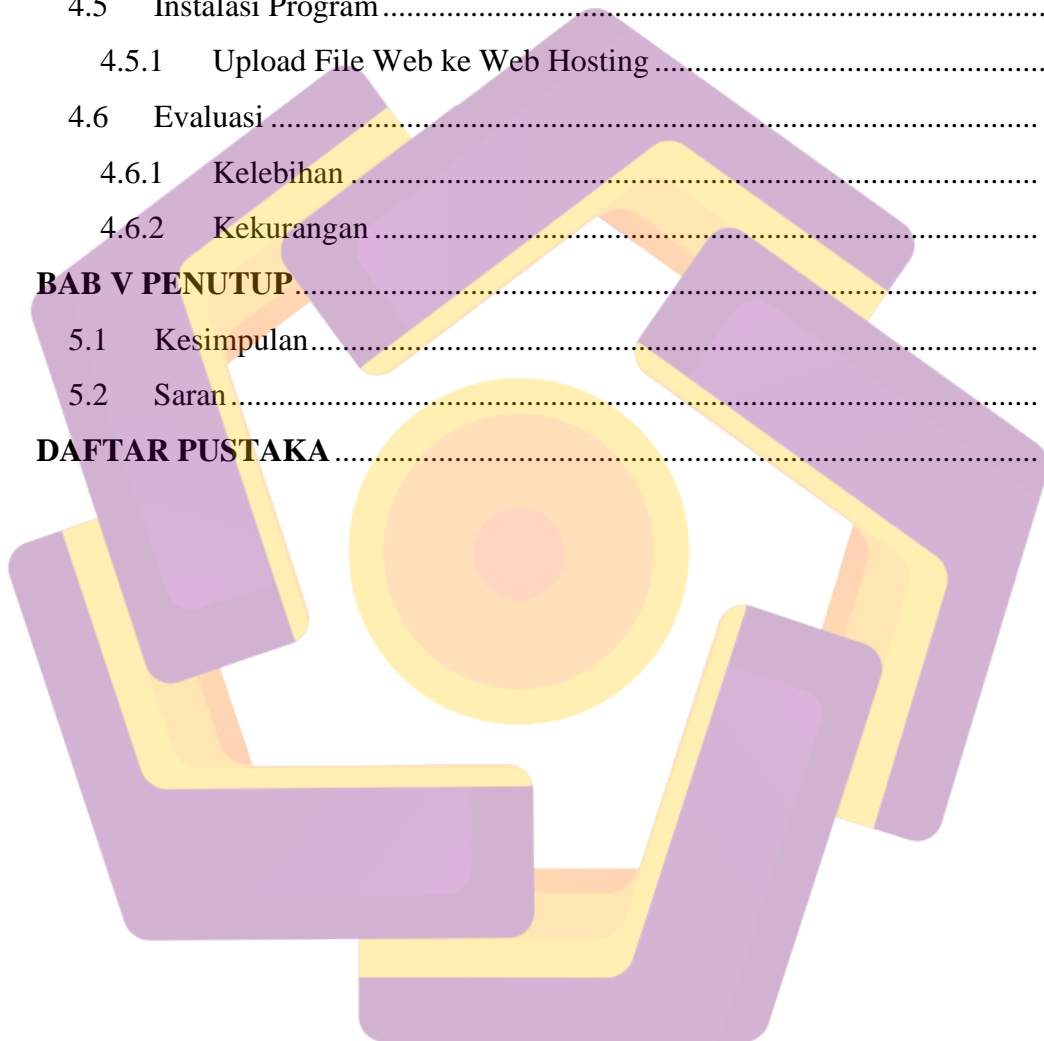 4.5 Instalasi Program........................................................................................
4.5.1 Upload File Web ke Web Hosting...................................................
4.6 Evaluasi.......................................................................................................
4.6.1 Kelebihan..........................................................................................
4.6.2 Kekurangan......................................................................................
BAB V PENUTUP...............................................................................................
5.1 Kesimpulan.................................................................................................
5.2 Saran............................................................................................................
DAFTAR PUSTAKA..........................................................................................